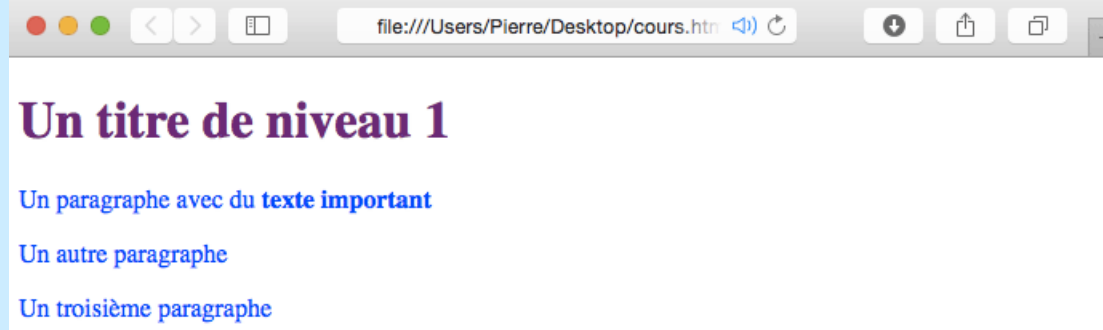 file:///Users/Pierre/Desktop/cours.htm
Un titre de niveau 1
Un paragraphe avec du texte important
Un autre paragraphe
Un troisième paragraphe